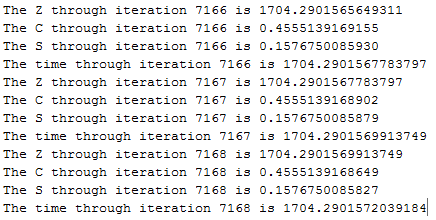 The Z through iteration 7166 is 1704.2901565649311
The C through iteration 7166 is 0.4555139169155
The S through iteration 7166 is 0.1576750085930
The time through iteration 7166 is 1704.2901567783797
The Z through iteration 7167 is 1704.2901567783797
The C through iteration 7167 is 0.4555139168902
The S through iteration 7167 is 0.1576750085879
The time through iteration 7167 is 1704.2901569913749
The Z through iteration 7168 is 1704.2901569913749
The C through iteration 7168 is 0.4555139168649
The S through iteration 7168 is 0.1576750085827
The time through iteration 7168 is 1704.2901572039184